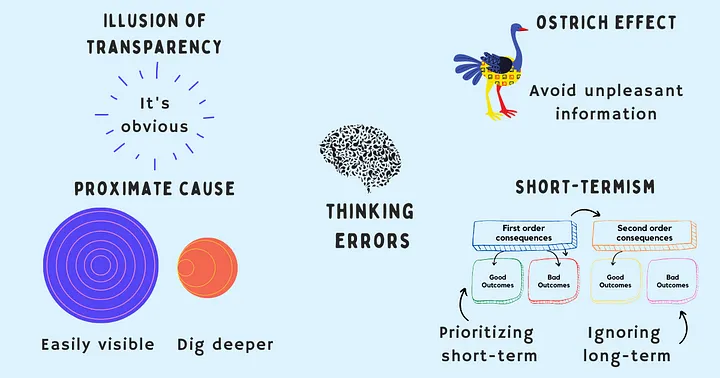 ILLUSION OF
TRANSPARENCY
It's
obvious
PROXIMATE CAUSE
Easily visible
Dig deeper
THINKING
ERRORS
OSTRICH EFFECT
Avoid unpleasant
information
SHORT-TERMISM
First order
consequences
Second order
consequences
Good
Outcomes
Bad
Outcomes
Good
Outcomes
Bad
Outcomes
Prioritizing
short-term
Ignoring
long-term